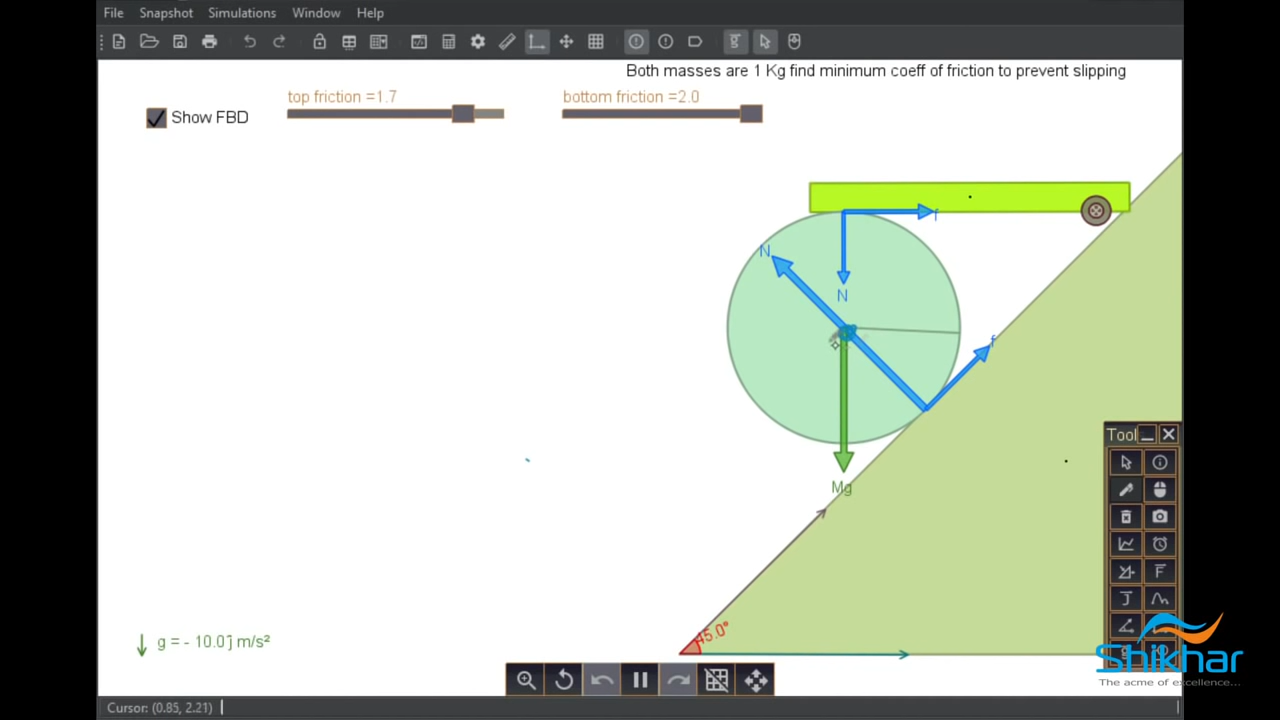 File Snapshot Simulations Window Help
Both masses are 1 Kg find minimum coeff of friction to prevent slipping
top friction =1.7
bottom friction =2.0
Show FBD
f
N
N
f
Mg
Tool
g = - 10.0ĵ m/s²
45.0°
Shikhar
The acme of excellence...
Cursor: (0.85, 2.21)